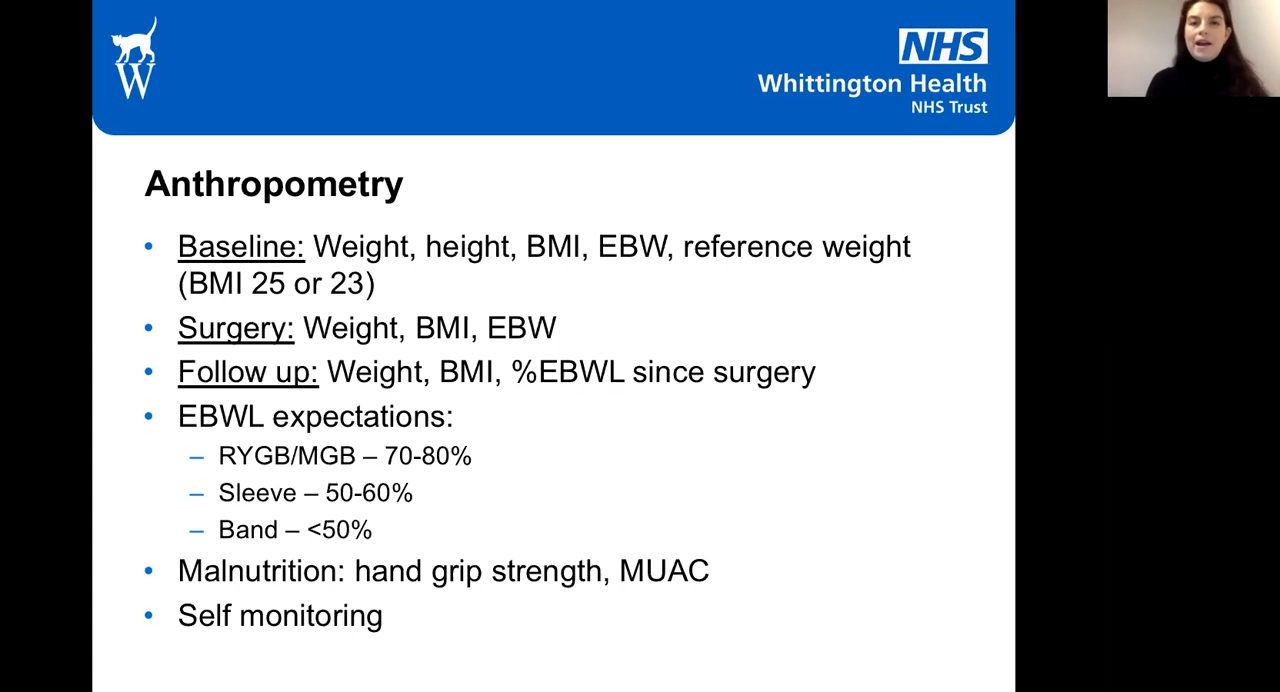 W
NHS
Whittington Health
NHS Trust
Anthropometry
• Baseline: Weight, height, BMI, EBW, reference weight
(BMI 25 or 23)
• Surgery: Weight, BMI, EBW
• Follow up: Weight, BMI, %EBWL since surgery
• EBWL expectations:
– RYGB/MGB – 70-80%
– Sleeve – 50-60%
– Band – <50%
• Malnutrition: hand grip strength, MUAC
• Self monitoring